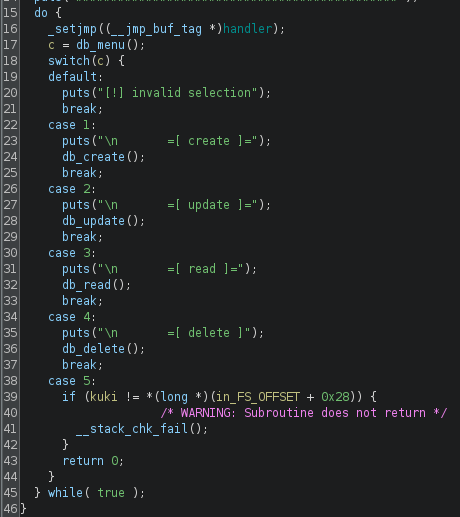 15  do {
16    _setjmp((__jmp_buf_tag *)handler);
17    c = db_menu();
18    switch(c) {
19    default:
20      puts("[!] invalid selection");
21      break;
22    case 1:
23      puts("\n       =[ create ]=");
24      db_create();
25      break;
26    case 2:
27      puts("\n       =[ update ]=");
28      db_update();
29      break;
30    case 3:
31      puts("\n       =[ read ]=");
32      db_read();
33      break;
34    case 4:
35      puts("\n       =[ delete ]");
36      db_delete();
37      break;
38    case 5:
39      if (kuki != *(long *)(in_FS_OFFSET + 0x28)) {
40                    /* WARNING: Subroutine does not return */
41        __stack_chk_fail();
42      }
43      return 0;
44    }
45  } while( true );
46}